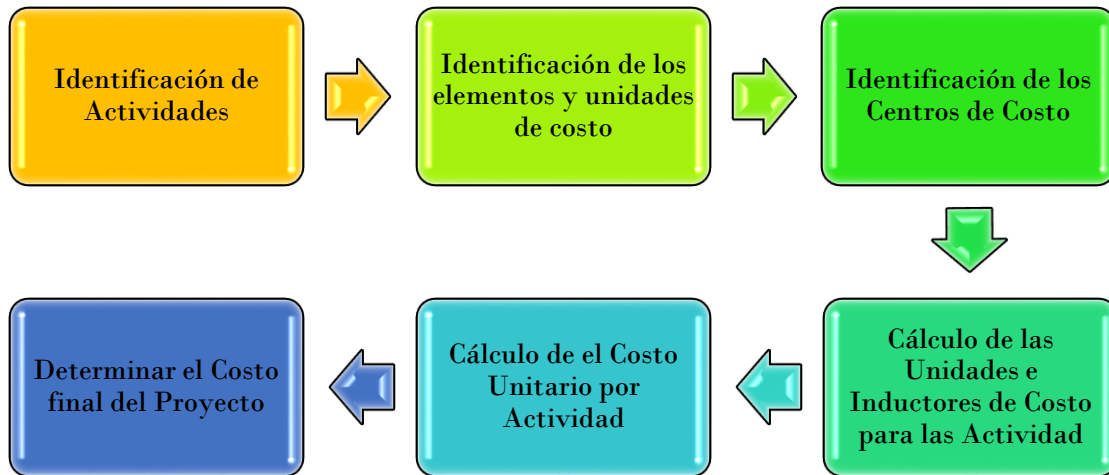 Identificación de
Actividades
Identificación de los
elementos y unidades
de costo
Identificación de los
Centros de Costo
Cálculo de las
Unidades e
Inductores de Costo
para las Actividad
Cálculo de el Costo
Unitario por
Actividad
Determinar el Costo
final del Proyecto